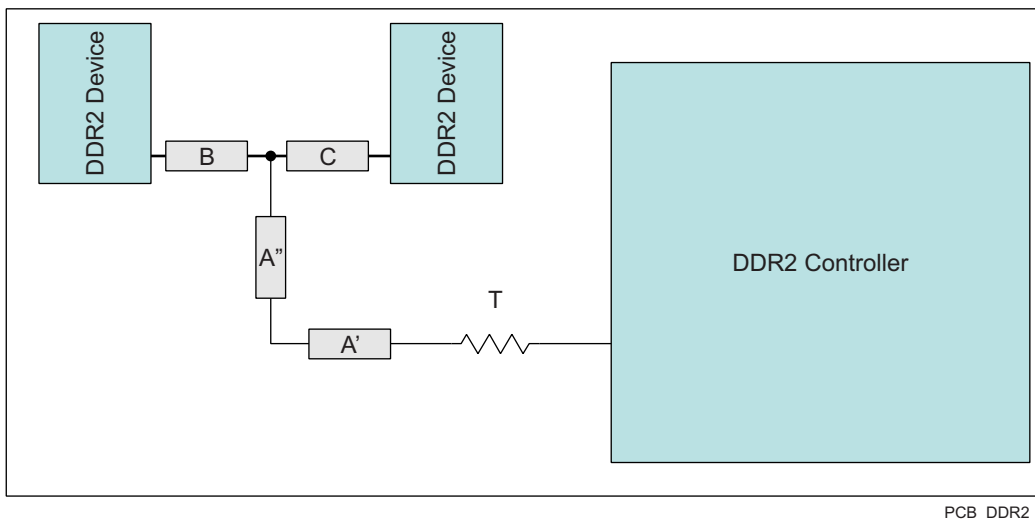 DDR2 Device
DDR2 Device
B
C
A”
DDR2 Controller
T
A’
PCB_DDR2